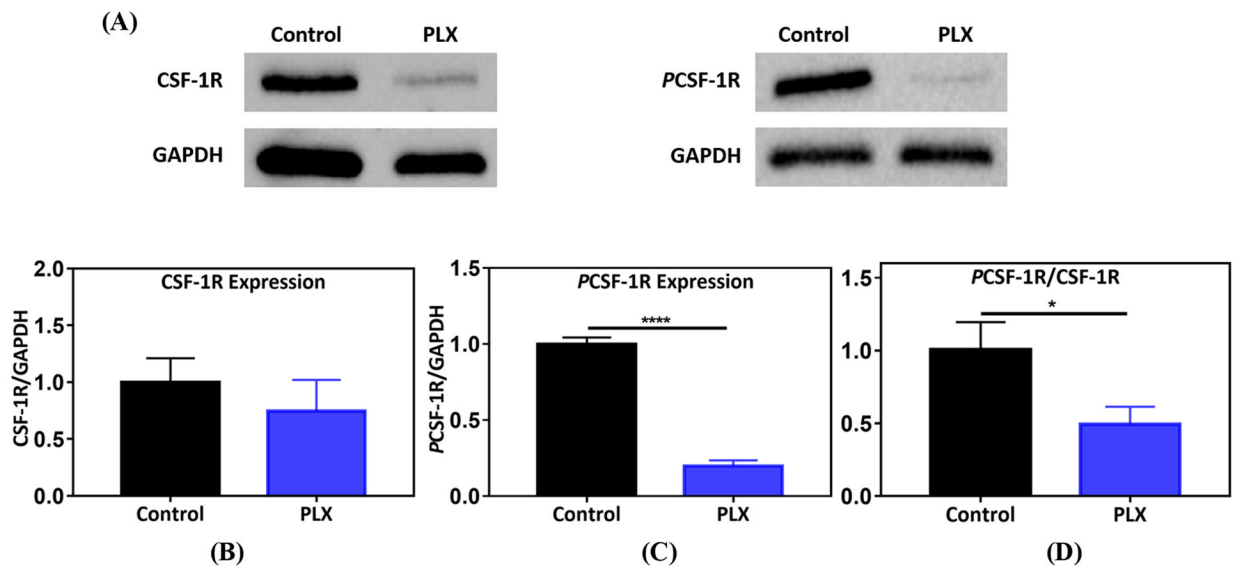 (A)
Control PLX
CSF-1R
GAPDH
Control PLX
PCSF-1R
GAPDH
CSF-1R Expression
CSF-1R/GAPDH
2.0
1.5
1.0
0.5
0.0
Control PLX
(B)
PCSF-1R Expression
PCSF-1R/GAPDH
1.5
1.0
0.5
0.0
****
Control PLX
(C)
PCSF-1R/CSF-1R
1.5
1.0
0.5
0.0
*
Control PLX
(D)